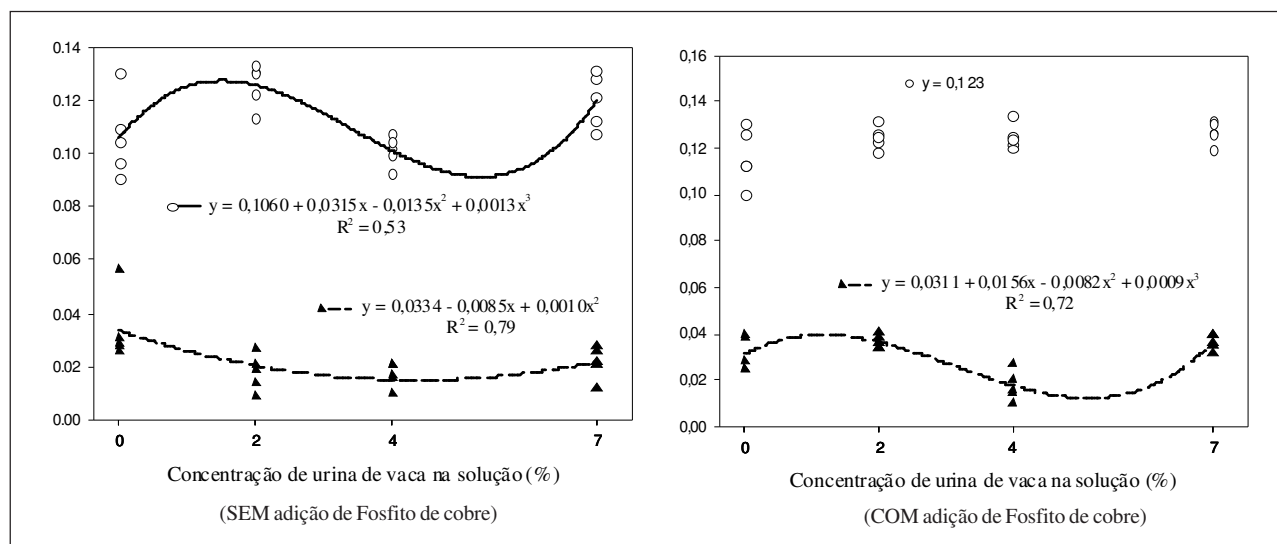 0.14
0.12
0.10
0.08
0.06
0.04
0.02
0.00
y = 0,1060 + 0,0315x - 0,0135x² + 0,0013x³
R² = 0,53
y = 0,0334 - 0,0085x + 0,0010x²
R² = 0,79
0 2 4 7
Concentração de urina de vaca na solução (%)
(SEM adição de Fosfito de cobre)
0,16
0,14
0,12
0,10
0,08
0,06
0,04
0,02
0,00
y = 0,123
y = 0,0311 + 0,0156x - 0,0082x² + 0,0009x³
R² = 0,72
0 2 4 7
Concentração de urina de vaca na solução (%)
(COM adição de Fosfito de cobre)